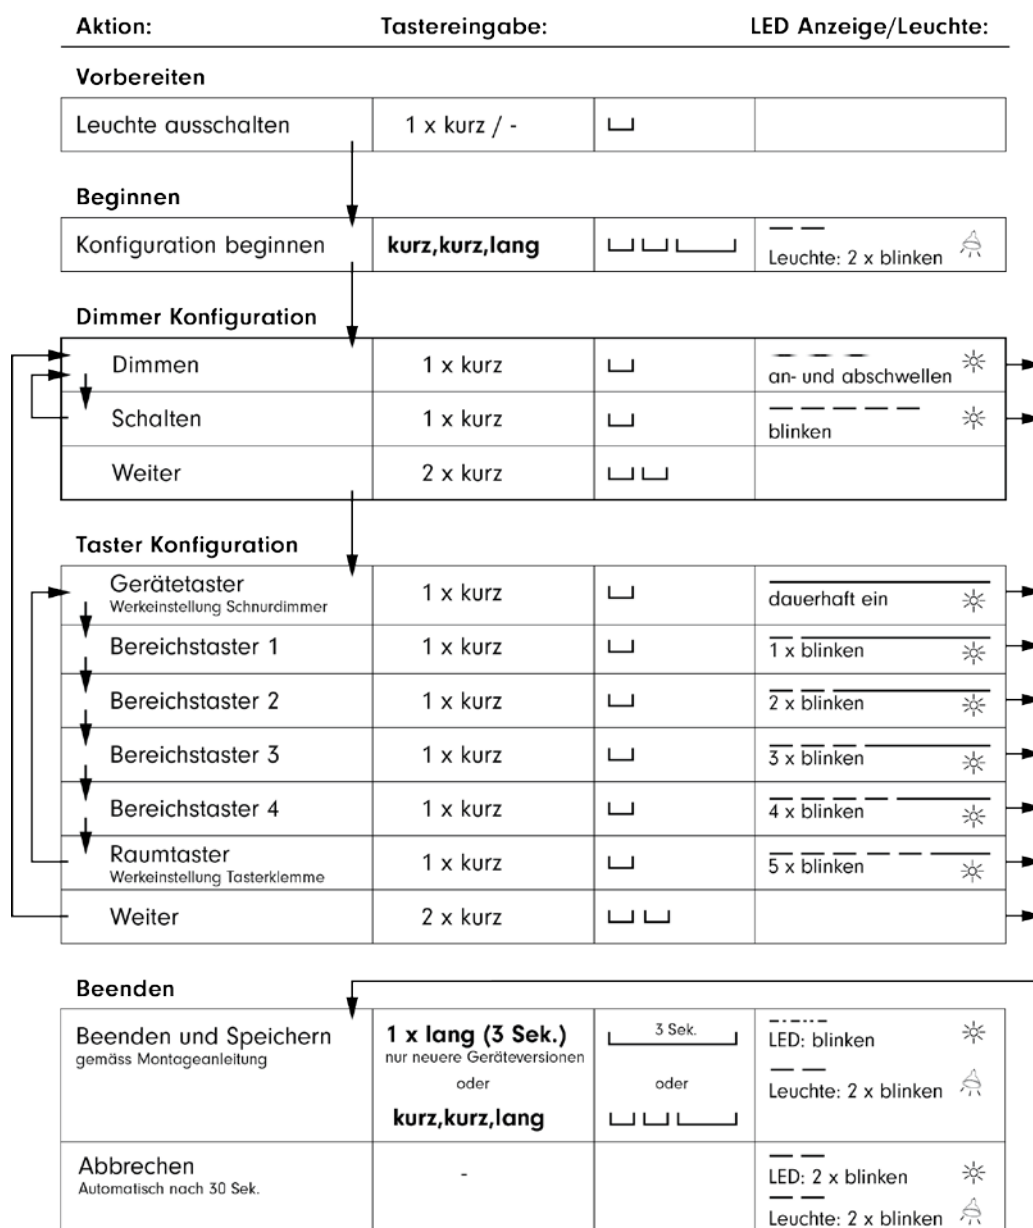 Aktion: Tastereingabe: LED Anzeige/Leuchte:
Vorbereiten
Leuchte ausschalten 1 x kurz / -
Beginnen
Konfiguration beginnen kurz,kurz,lang Leuchte: 2 x blinken
Dimmer Konfiguration
Dimmen 1 x kurz an- und abschwellen
Schalten 1 x kurz blinken
Weiter 2 x kurz
Taster Konfiguration
Gerätetaster 1 x kurz dauerhaft ein
Werkeinstellung Schnurdimmer
Bereichstaster 1 1 x kurz 1 x blinken
Bereichstaster 2 1 x kurz 2 x blinken
Bereichstaster 3 1 x kurz 3 x blinken
Bereichstaster 4 1 x kurz 4 x blinken
Raumtaster 1 x kurz 5 x blinken
Werkeinstellung Tasterklemme
Weiter 2 x kurz
Beenden
Beenden und Speichern 1 x lang (3 Sek.) 3 Sek. LED: blinken
gemäss Montageanleitung nur neuere Geräteversionen
oder oder Leuchte: 2 x blinken
kurz,kurz,lang
Abbrechen - LED: 2 x blinken
Automatisch nach 30 Sek.
Leuchte: 2 x blinken